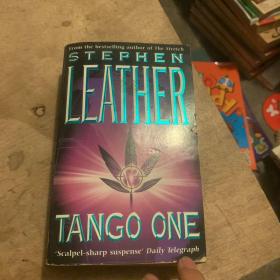 From the bestselling author of The Stretch
STEPHEN
LEATHER
TANGO ONE
'Scalpel-sharp suspense' Daily Telegraph